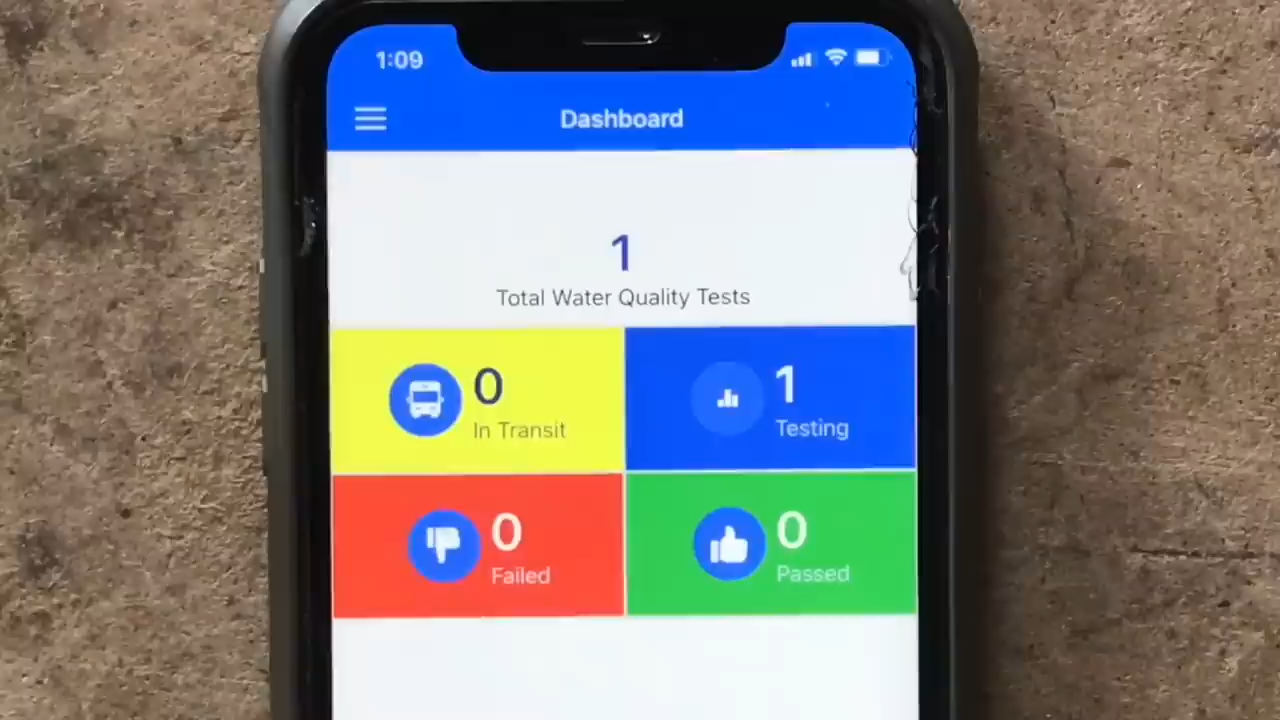 1:09
Dashboard
1
Total Water Quality Tests
0
In Transit
1
Testing
0
Failed
0
Passed